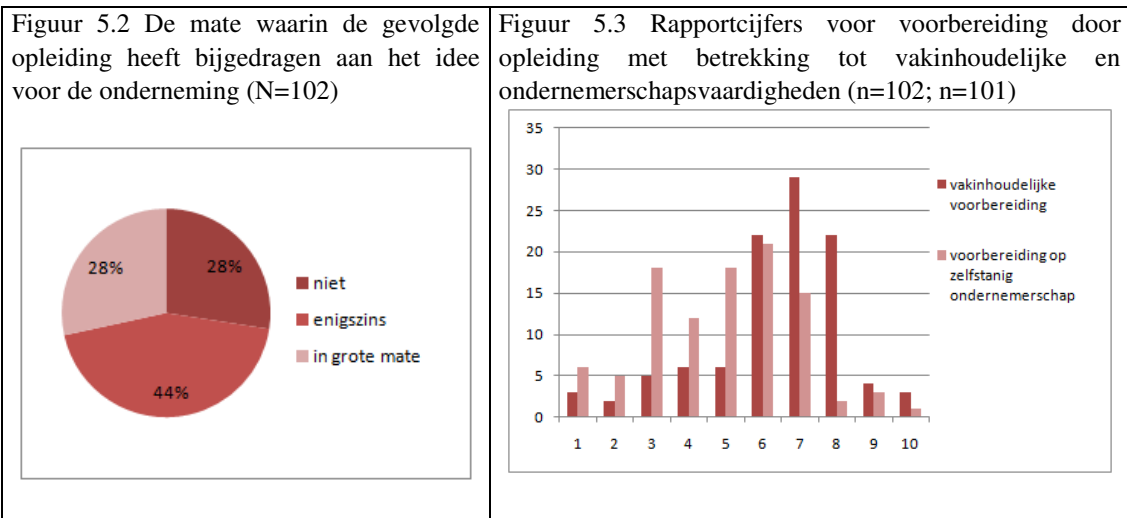 Figuur 5.2 De mate waarin de gevolgde
opleiding heeft bijgedragen aan het idee
voor de onderneming (N=102)
28%
28%
44%
niet
enigszins
in grote mate
Figuur 5.3 Rapportcijfers voor voorbereiding door
opleiding met betrekking tot vakinhoudelijke en
ondernemerschapsvaardigheden (n=102; n=101)
35
30
25
20
15
10
5
0
1 2 3 4 5 6 7 8 9 10
vakinhoudelijke
voorbereiding
voorbereiding op
zelfstanig
ondernemerschap